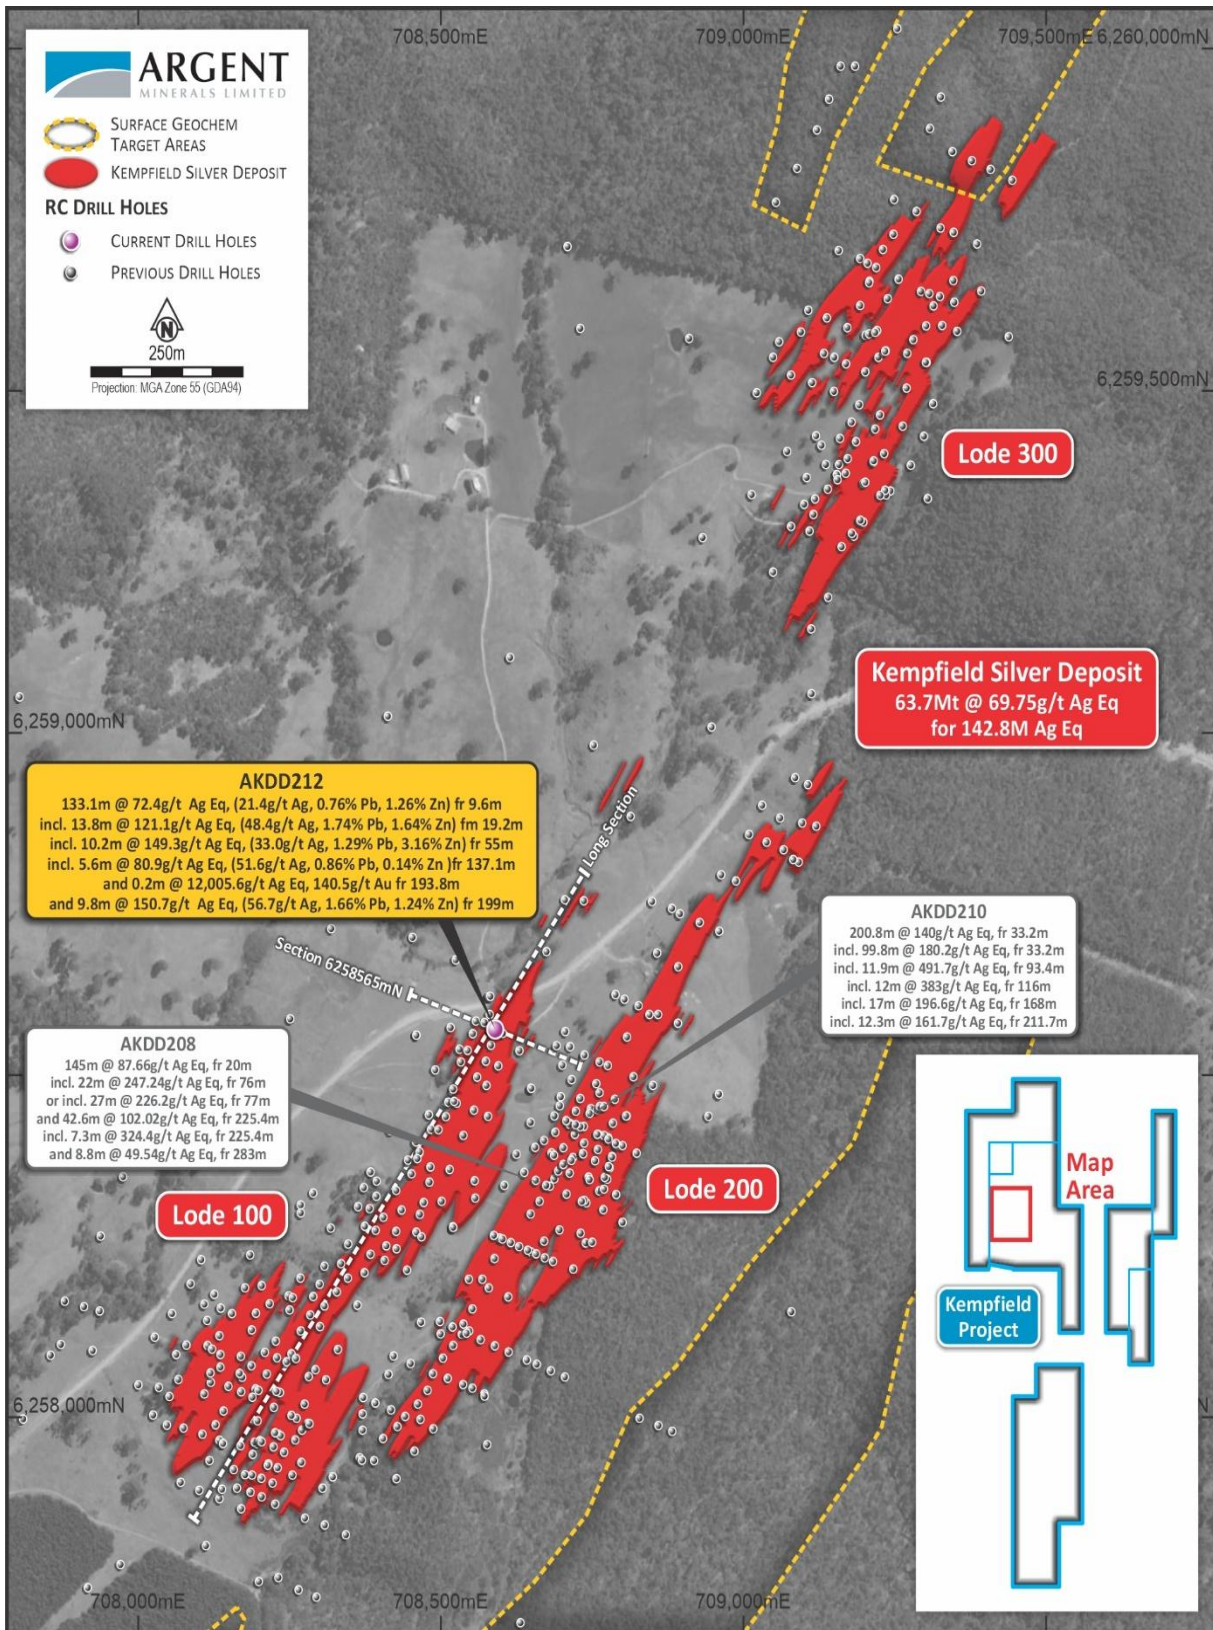 708,500mE
709,000mE
709,500mE
6,260,000mN
ARGENT
MINERALS LIMITED
SURFACE GEOCHEM
TARGET AREAS
KEMPFIELD SILVER DEPOSIT
RC DRILL HOLES
CURRENT DRILL HOLES
PREVIOUS DRILL HOLES
N
250m
Projection: MGA Zone 55 (GDA94)
6,259,500mN
Lode 300
Kempfield Silver Deposit
63.7Mt @ 69.75g/t Ag Eq
for 142.8M Ag Eq
6,259,000mN
AKDD212
133.1m @ 72.4g/t Ag Eq, (21.4g/t Ag, 0.76% Pb, 1.26% Zn) fr 9.6m
incl. 13.8m @ 121.1g/t Ag Eq, (48.4g/t Ag, 1.74% Pb, 1.64% Zn) fm 19.2m
incl. 10.2m @ 149.3g/t Ag Eq, (33.0g/t Ag, 1.29% Pb, 3.16% Zn) fr 55m
incl. 5.6m @ 80.9g/t Ag Eq, (51.6g/t Ag, 0.86% Pb, 0.14% Zn )fr 137.1m
and 0.2m @ 12,005.6g/t Ag Eq, 140.5g/t Au fr 193.8m
and 9.8m @ 150.7g/t Ag Eq, (56.7g/t Ag, 1.66% Pb, 1.24% Zn) fr 199m
Long Section
Section 6258565mN
AKDD210
200.8m @ 140g/t Ag Eq, fr 33.2m
incl. 99.8m @ 180.2g/t Ag Eq, fr 33.2m
incl. 11.9m @ 491.7g/t Ag Eq, fr 93.4m
incl. 12m @ 383g/t Ag Eq, fr 116m
incl. 17m @ 196.6g/t Ag Eq, fr 168m
incl. 12.3m @ 161.7g/t Ag Eq, fr 211.7m
AKDD208
145m @ 87.66g/t Ag Eq, fr 20m
incl. 22m @ 247.24g/t Ag Eq, fr 76m
or incl. 27m @ 226.2g/t Ag Eq, fr 77m
and 42.6m @ 102.02g/t Ag Eq, fr 225.4m
incl. 7.3m @ 324.4g/t Ag Eq, fr 225.4m
and 8.8m @ 49.54g/t Ag Eq, fr 283m
Lode 100
Lode 200
Map
Area
Kempfield
Project
6,258,000mN
708,000mE
708,500mE
709,000mE